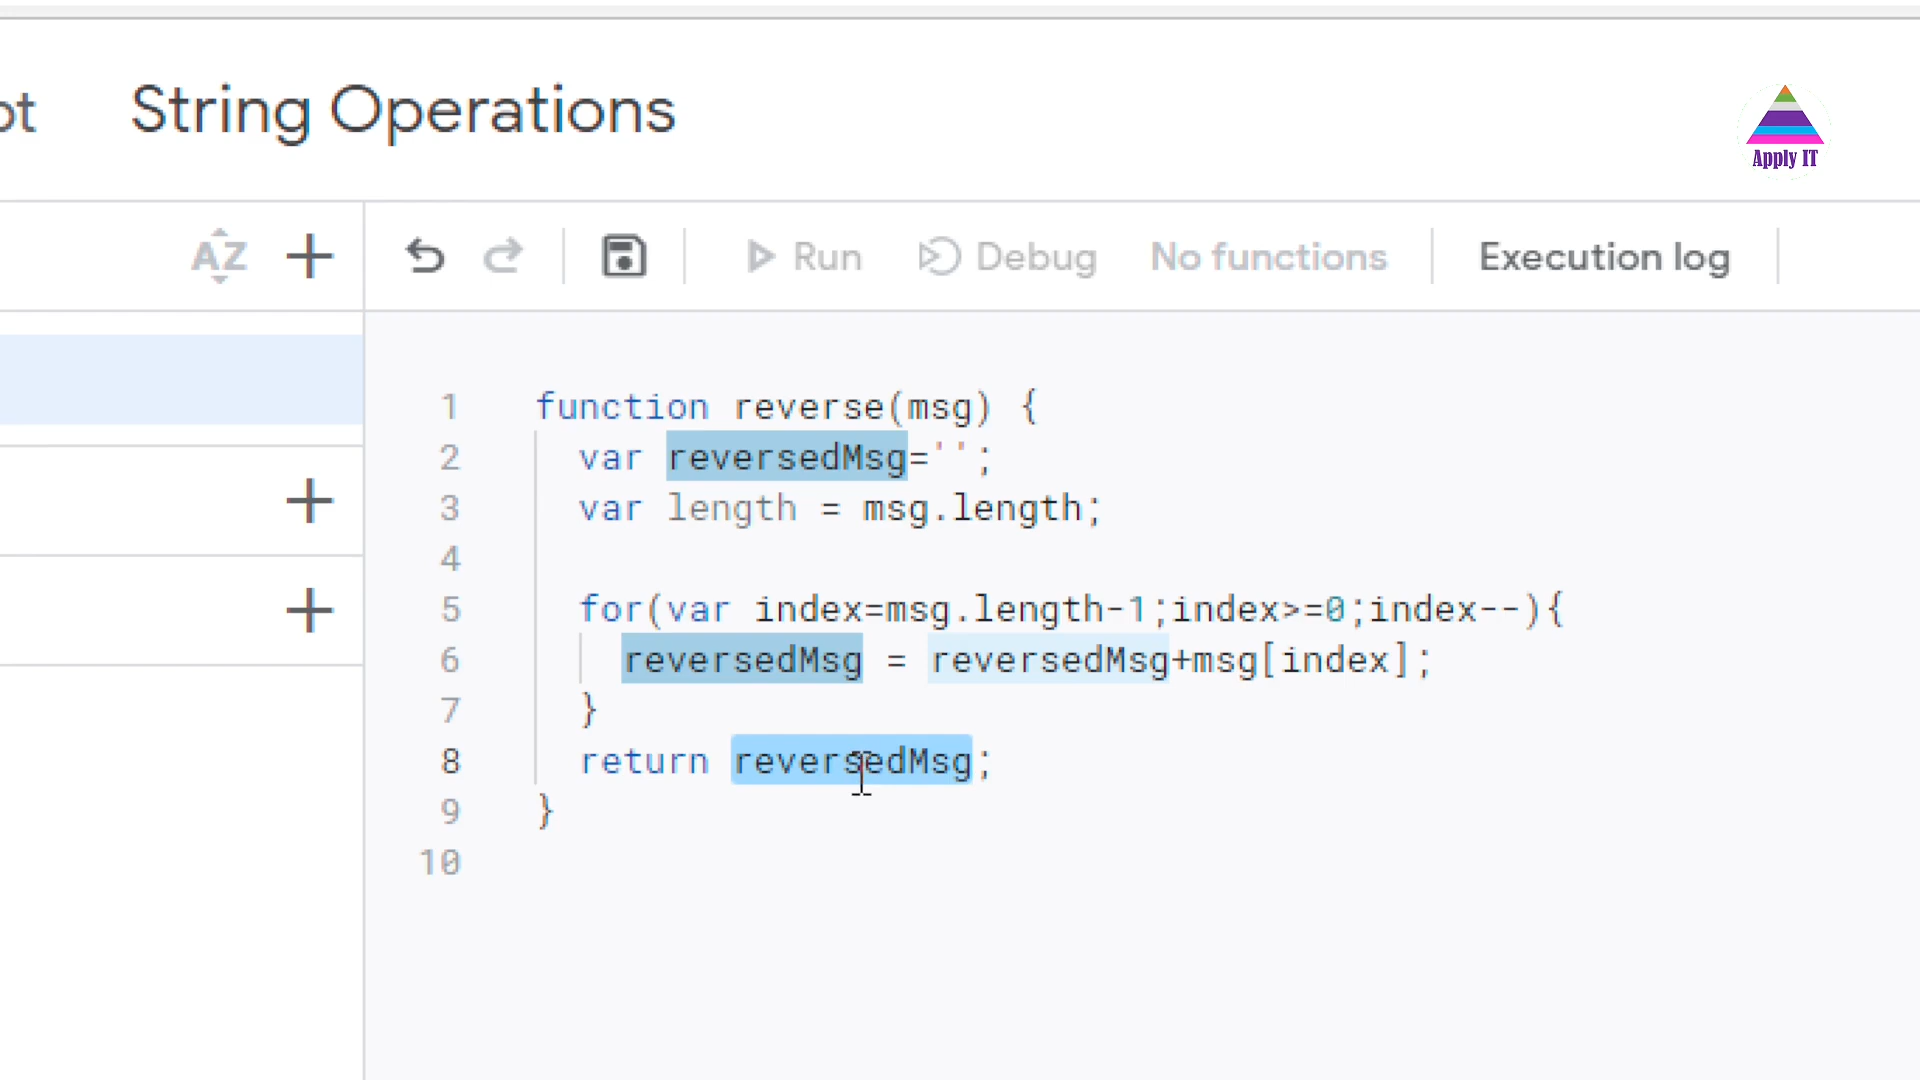 ot String Operations
Apply IT
AZ Run Debug No functions Execution log
1 function reverse(msg) {
2 var reversedMsg='';
3 var length = msg.length;
4
5 for(var index=msg.length-1;index>=0;index--){
6 reversedMsg = reversedMsg+msg[index];
7 }
8 return reversedMsg;
9 }
10